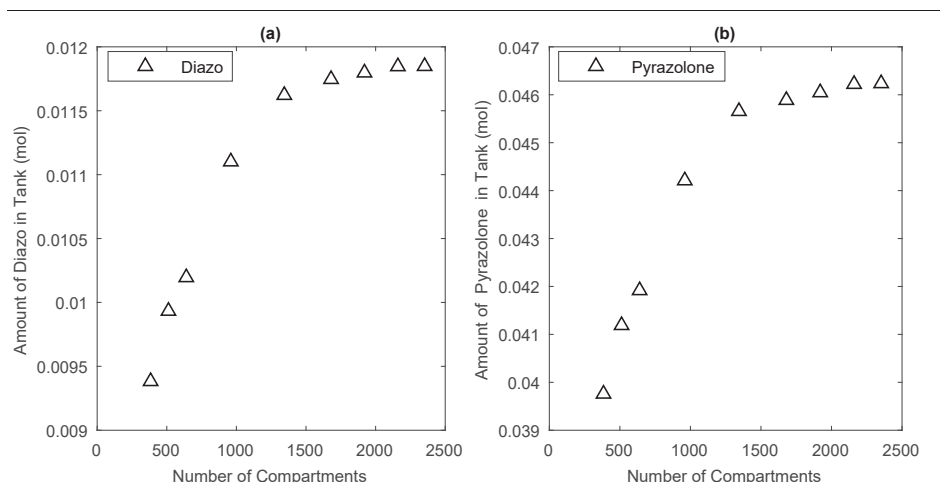 (a)
Diazo
0.012
0.0115
0.011
0.0105
0.01
0.0095
0.009
Amount of Diazo in Tank (mol)
0 500 1000 1500 2000 2500
Number of Compartments
(b)
Pyrazolone
0.047
0.046
0.045
0.044
0.043
0.042
0.041
0.04
0.039
Amount of Pyrazolone in Tank (mol)
0 500 1000 1500 2000 2500
Number of Compartments